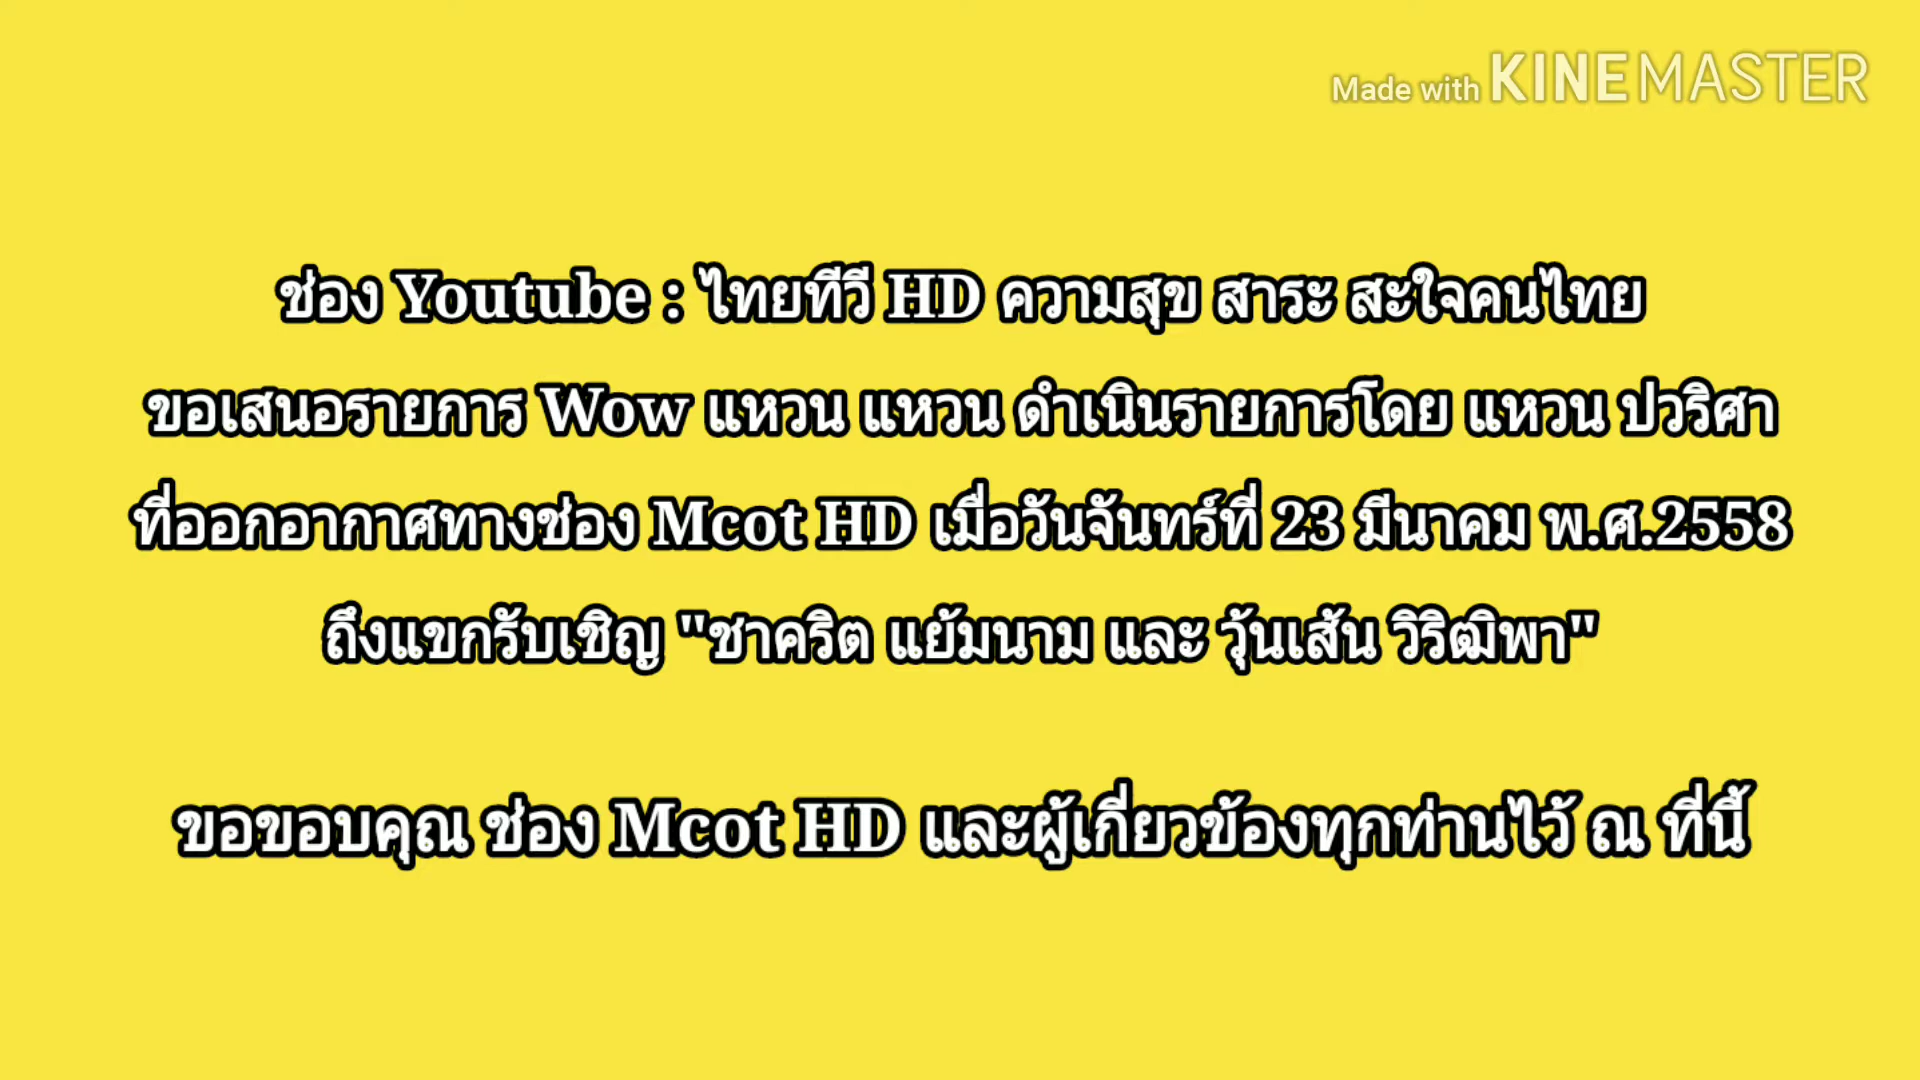 Made with KINEMASTER
ช่อง Youtube : ไทยทีวี HD ความสุข สาระ สะใจคนไทย
ขอเสนอรายการ Wow แหวน แหวน ดำเนินรายการโดย แหวน ปวริศา
ที่ออกอากาศทางช่อง Mcot HD เมื่อวันจันทร์ที่ 23 มีนาคม พ.ศ.2558
ถึงแขกรับเชิญ "ชาคริต แย้มนาม และ วุ้นเส้น วิริฒิพา"
ขอขอบคุณ ช่อง Mcot HD และผู้เกี่ยวข้องทุกท่านไว้ ณ ที่นี้